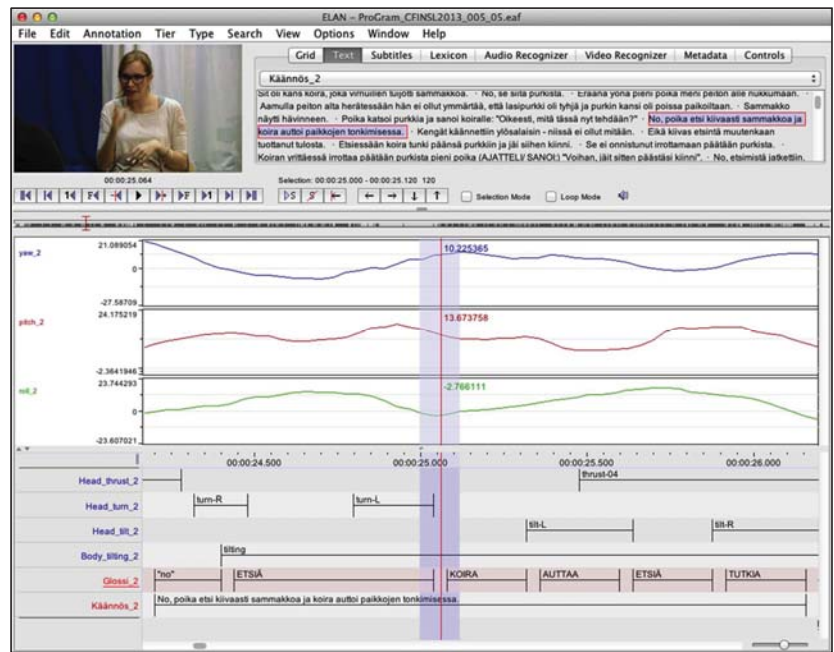 ELAN – ProGram_CFINSL2013_005_05.eaf
File Edit Annotation Tier Type Search View Options Window Help
Grid Text Subtitles Lexicon Audio Recognizer Video Recognizer Metadata Controls
Käännös_2
Sit oli kans koira, joka virnuillen tuijotti sammakkoa. · No, se siitä purkista. · Eräänä yönä pieni poika meni peiton alle nukkumaan. ·
Aamulla peiton alta herätessään hän ei ollut ymmärtää, että lasipurkki oli tyhjä ja purkin kansi oli poissa paikoiltaan. · Sammakko
näytti hävinneen. · Poika katsoi purkkia ja sanoi koiralle: "Oikeesti, mitä tässä nyt tehdään?" · No, poika etsi kiivaasti sammakkoa ja
koira auttoi paikkojen tonkimisessa. · Kengät käännettiin ylösalaisin - niissä ei ollut mitään. · Eikä kiivas etsintä muutenkaan
tuottanut tulosta. · Etsiessään koira tunki päänsä purkkiin ja jäi siihen kiinni. · Se ei onnistunut irrottamaan päätään purkista. ·
Koiran yrittäessä irrottaa päätään purkista pieni poika (AJATTELI/ SANOI:) "Voihan, jäit sitten päästäsi kiinni". · No, etsimistä jatkettiin.
00:00:25.064 Selection: 00:00:25.000 - 00:00:25.120 120
1 F F 1 S S Selection Mode Loop Mode
yaw_2 21.089054 10.225365
0
-27.58709
pitch_2 24.175219 13.673758
-2.3641946
roll_2 23.744293 -2.766111
0
-23.607021
00:00:24.500 00:00:25.000 00:00:25.500 00:00:26.000
Head_thrust_2 thrust-04
Head_turn_2 turn-R turn-L
Head_tilt_2 tilt-L tilt-R
Body_tilting_2 tilting
Glossi_2 "no" ETSIÄ KOIRA AUTTAA ETSIÄ TUTKIA
Käännös_2 No, poika etsi kiivaasti sammakkoa ja koira auttoi paikkojen tonkimisessa.